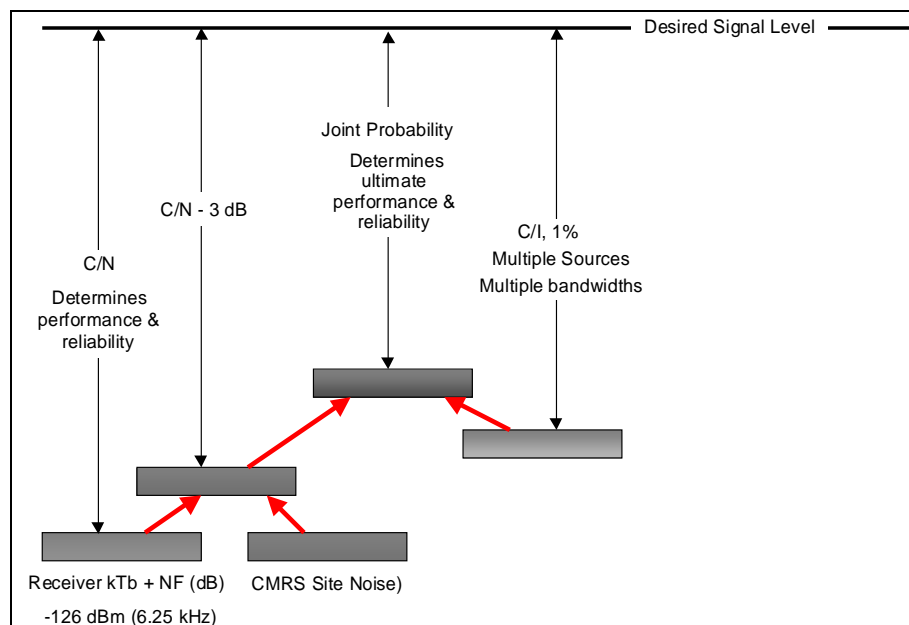 Desired Signal Level
Joint Probability
Determines
ultimate
performance &
reliability
C/N - 3 dB
C/I, 1%
Multiple Sources
Multiple bandwidths
C/N
Determines
performance &
reliability
Receiver kTb + NF (dB)
-126 dBm (6.25 kHz)
CMRS Site Noise)